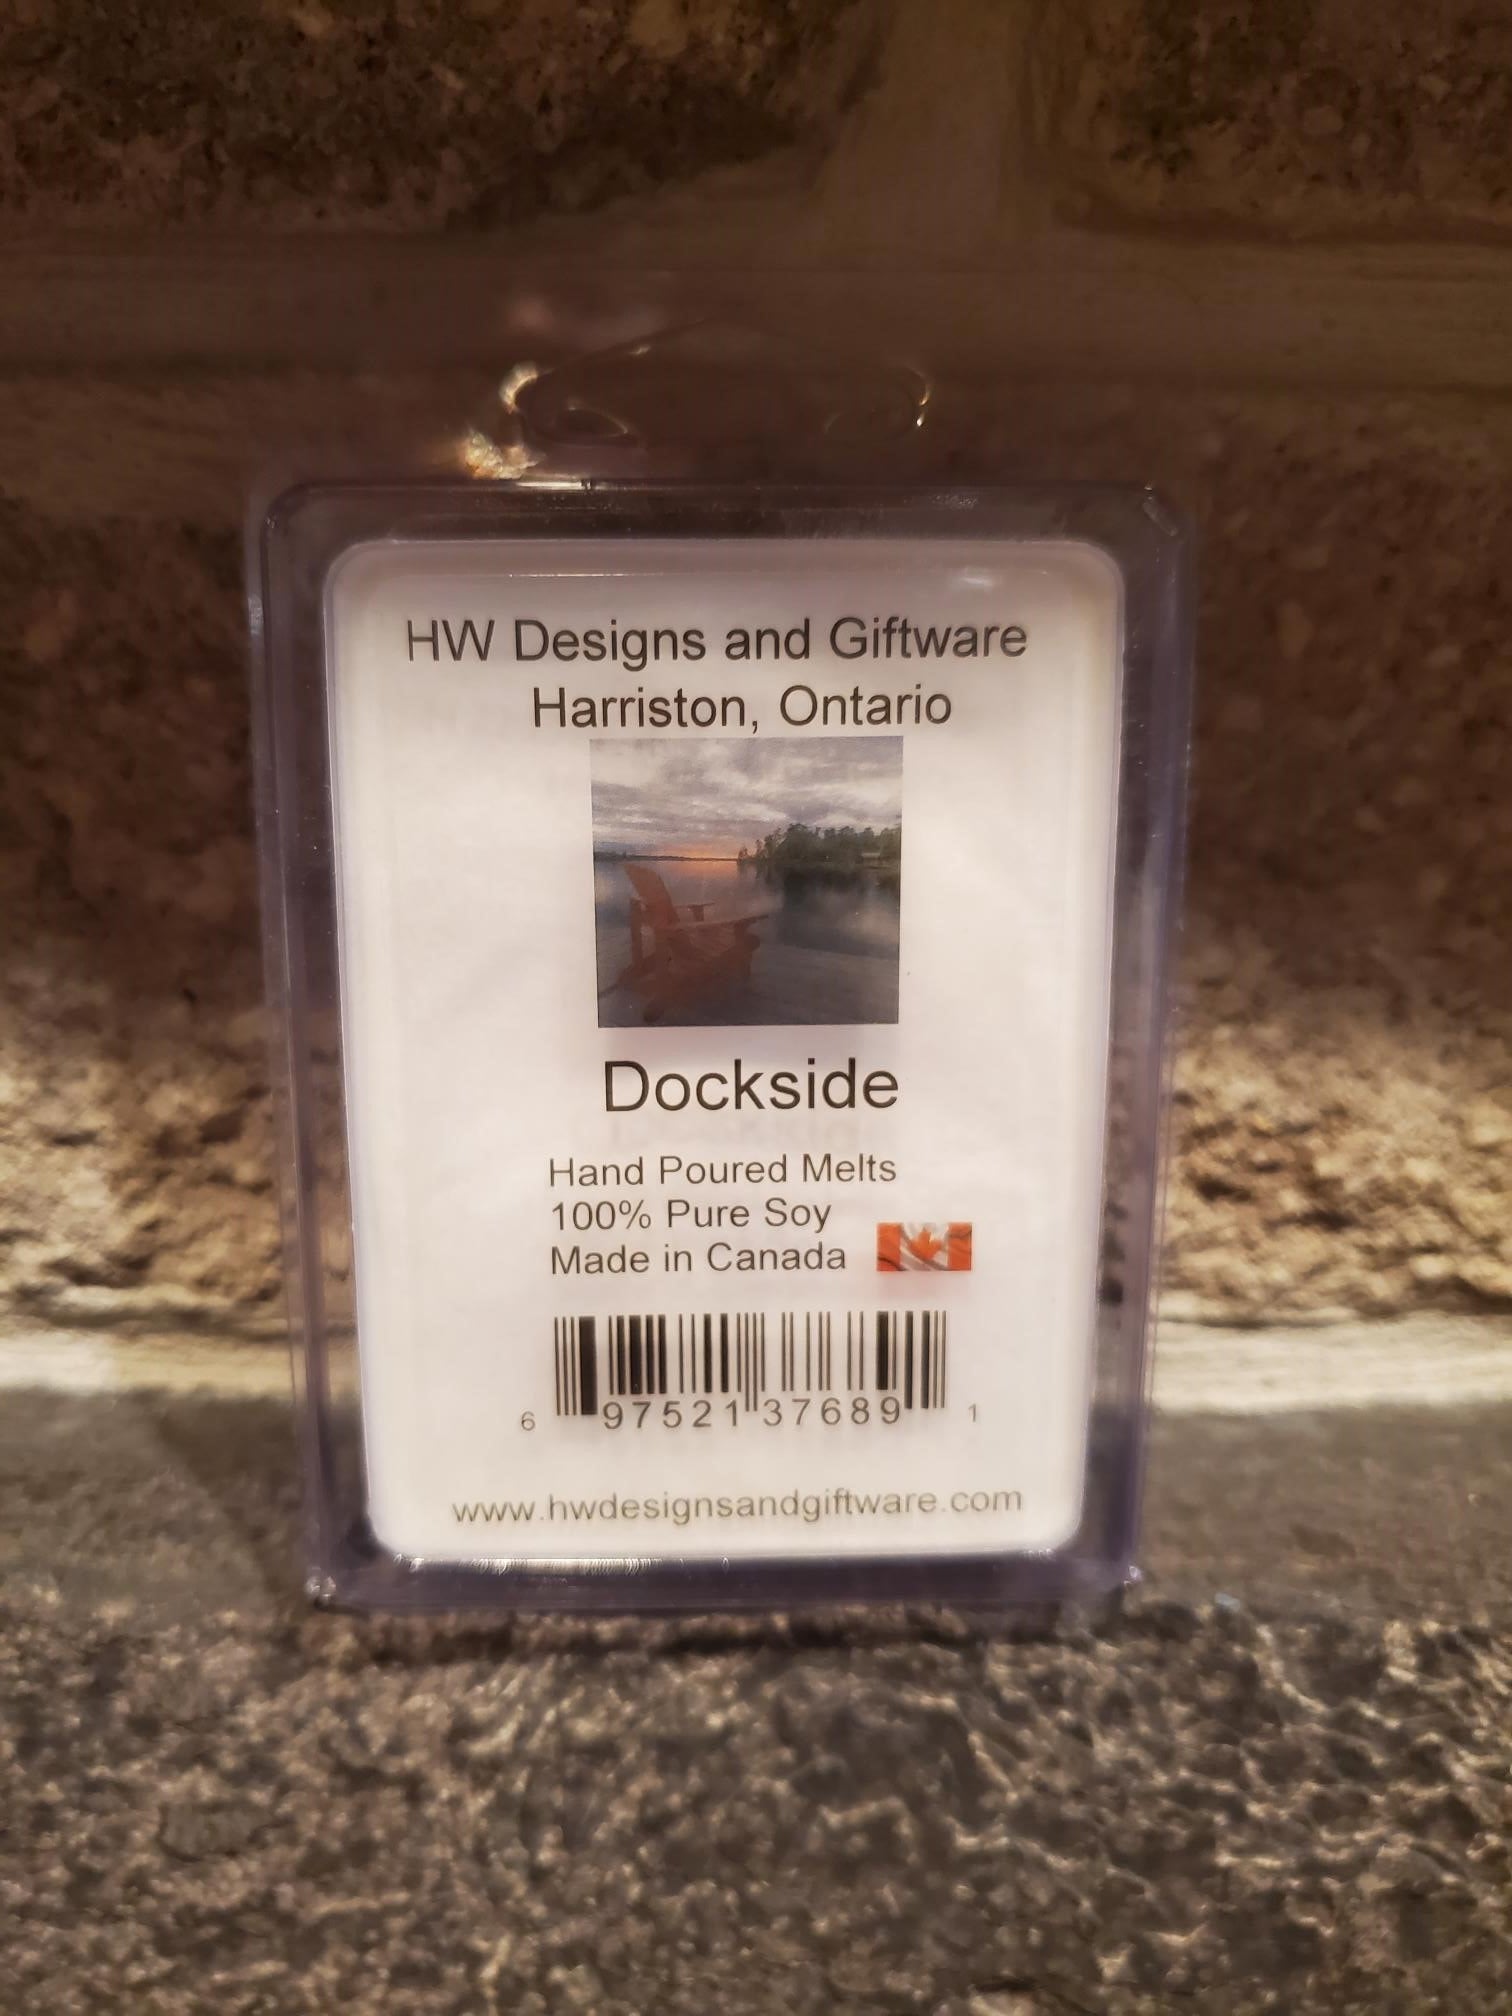 HW Designs and Giftware
Harriston, Ontario
Dockside
Hand Poured Melts
100% Pure Soy
Made in Canada
6 97521 37689 1
www.hwdesignsandgiftware.com